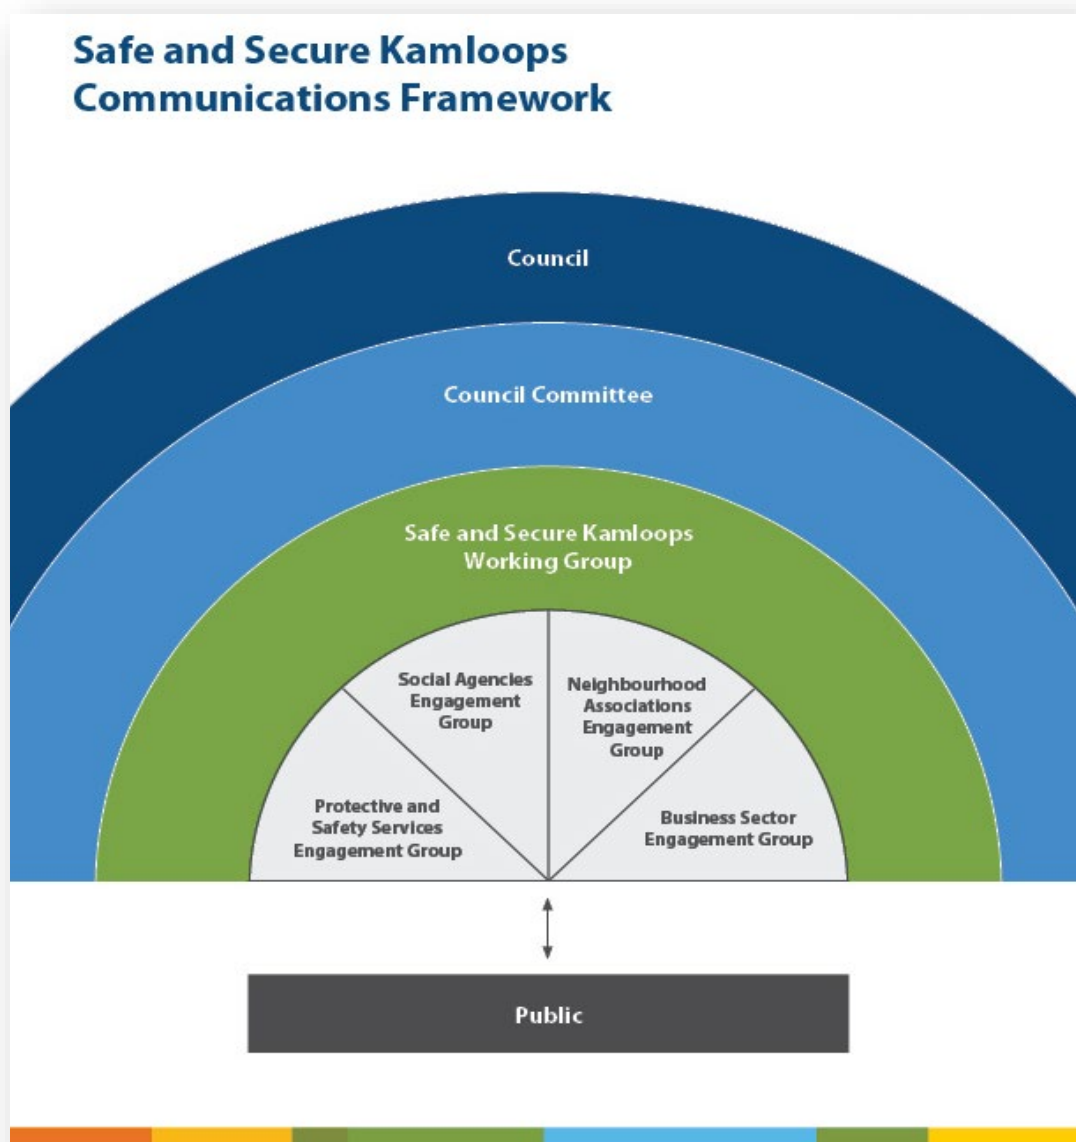 Safe and Secure Kamloops
Communications Framework
Council
Council Committee
Safe and Secure Kamloops
Working Group
Social Agencies
Engagement
Group
Neighbourhood
Associations
Engagement
Group
Protective and
Safety Services
Engagement Group
Business Sector
Engagement Group
Public